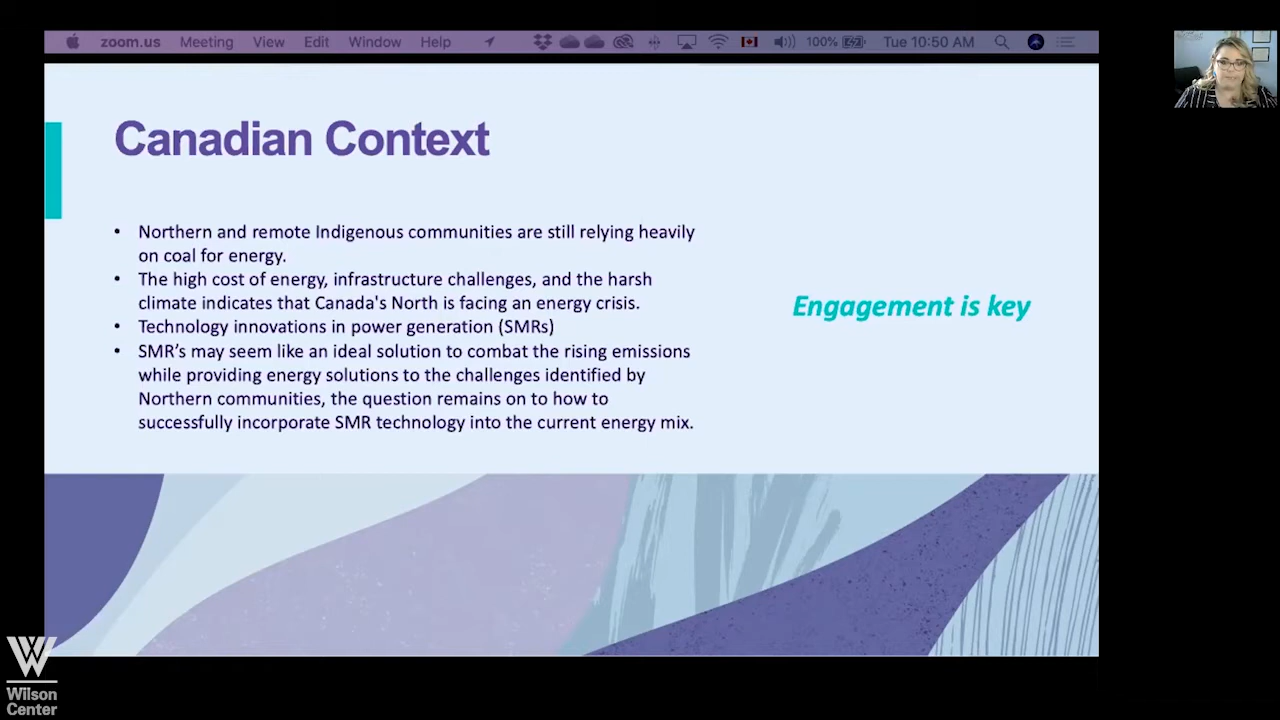 zoom.us Meeting View Edit Window Help 100% Tue 10:50 AM
Canadian Context
• Northern and remote Indigenous communities are still relying heavily
on coal for energy.
• The high cost of energy, infrastructure challenges, and the harsh
climate indicates that Canada's North is facing an energy crisis.
• Technology innovations in power generation (SMRs)
• SMR's may seem like an ideal solution to combat the rising emissions
while providing energy solutions to the challenges identified by
Northern communities, the question remains on to how to
successfully incorporate SMR technology into the current energy mix.
Engagement is key
Wilson
Center